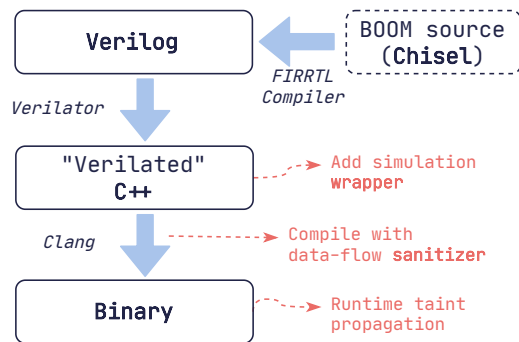 Verilog
BOOM source
(Chisel)
FIRRTL
Compiler
Verilator
"Verilated"
C++
Add simulation
wrapper
Clang
Compile with
data-flow sanitizer
Binary
Runtime taint
propagation